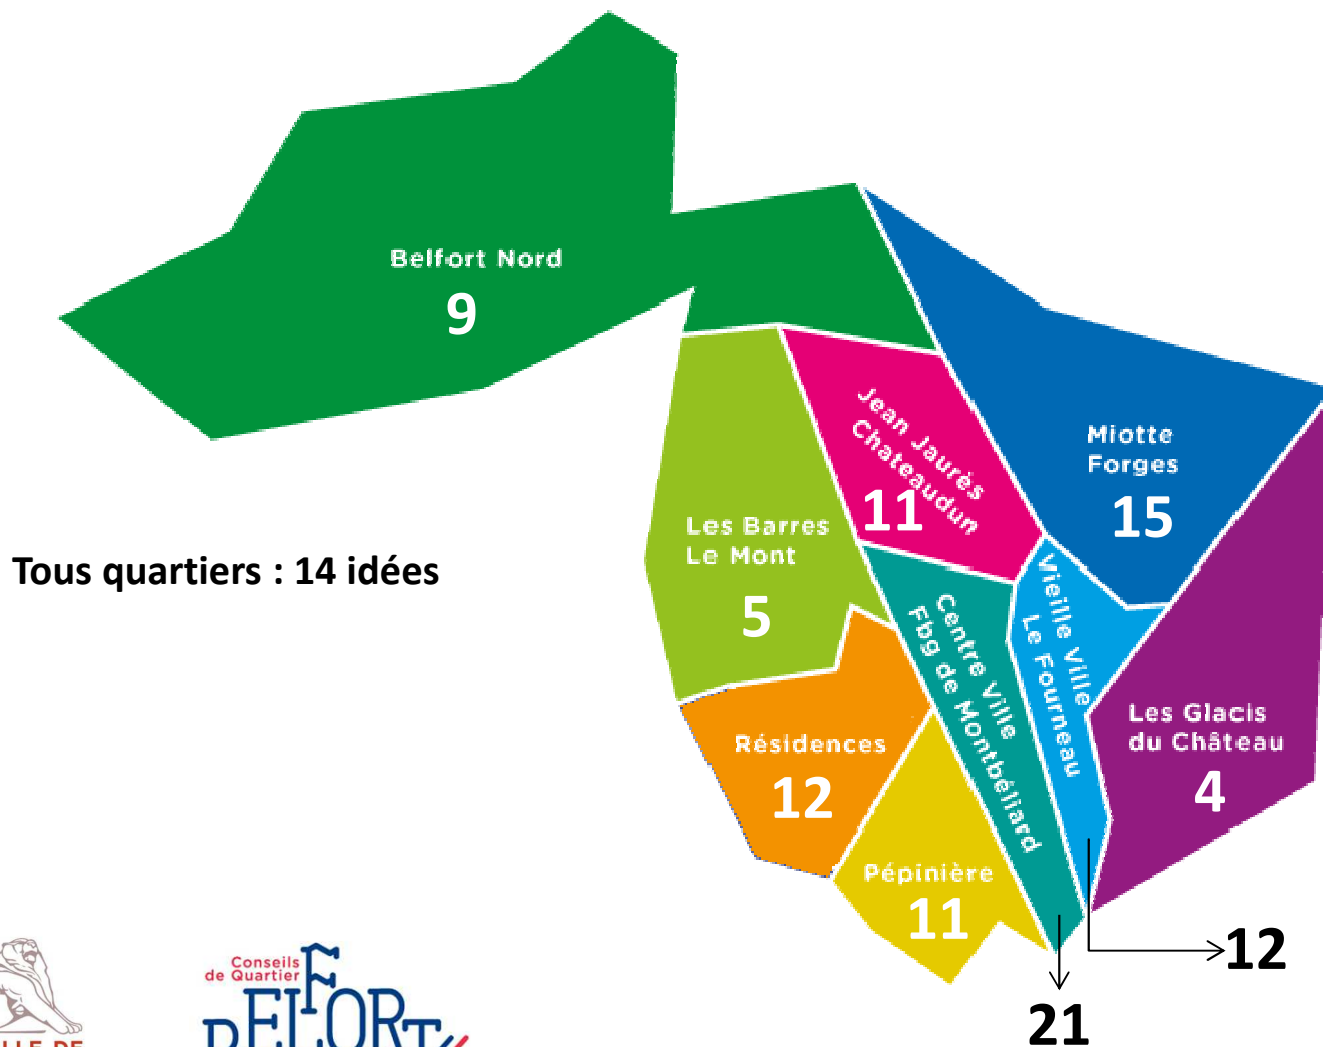 Belfort Nord
9
Jean Jaurès
Chateaudun
11
Miotte
Forges
15
Les Barres
Le Mont
5
Tous quartiers : 14 idées
Centre Ville
Fbg de Montbéliard
Vieille Ville
Le Fourneau
Les Glacis
du Château
4
Résidences
12
Pépinière
11
12
21
Conseils
de Quartier
BELFORT